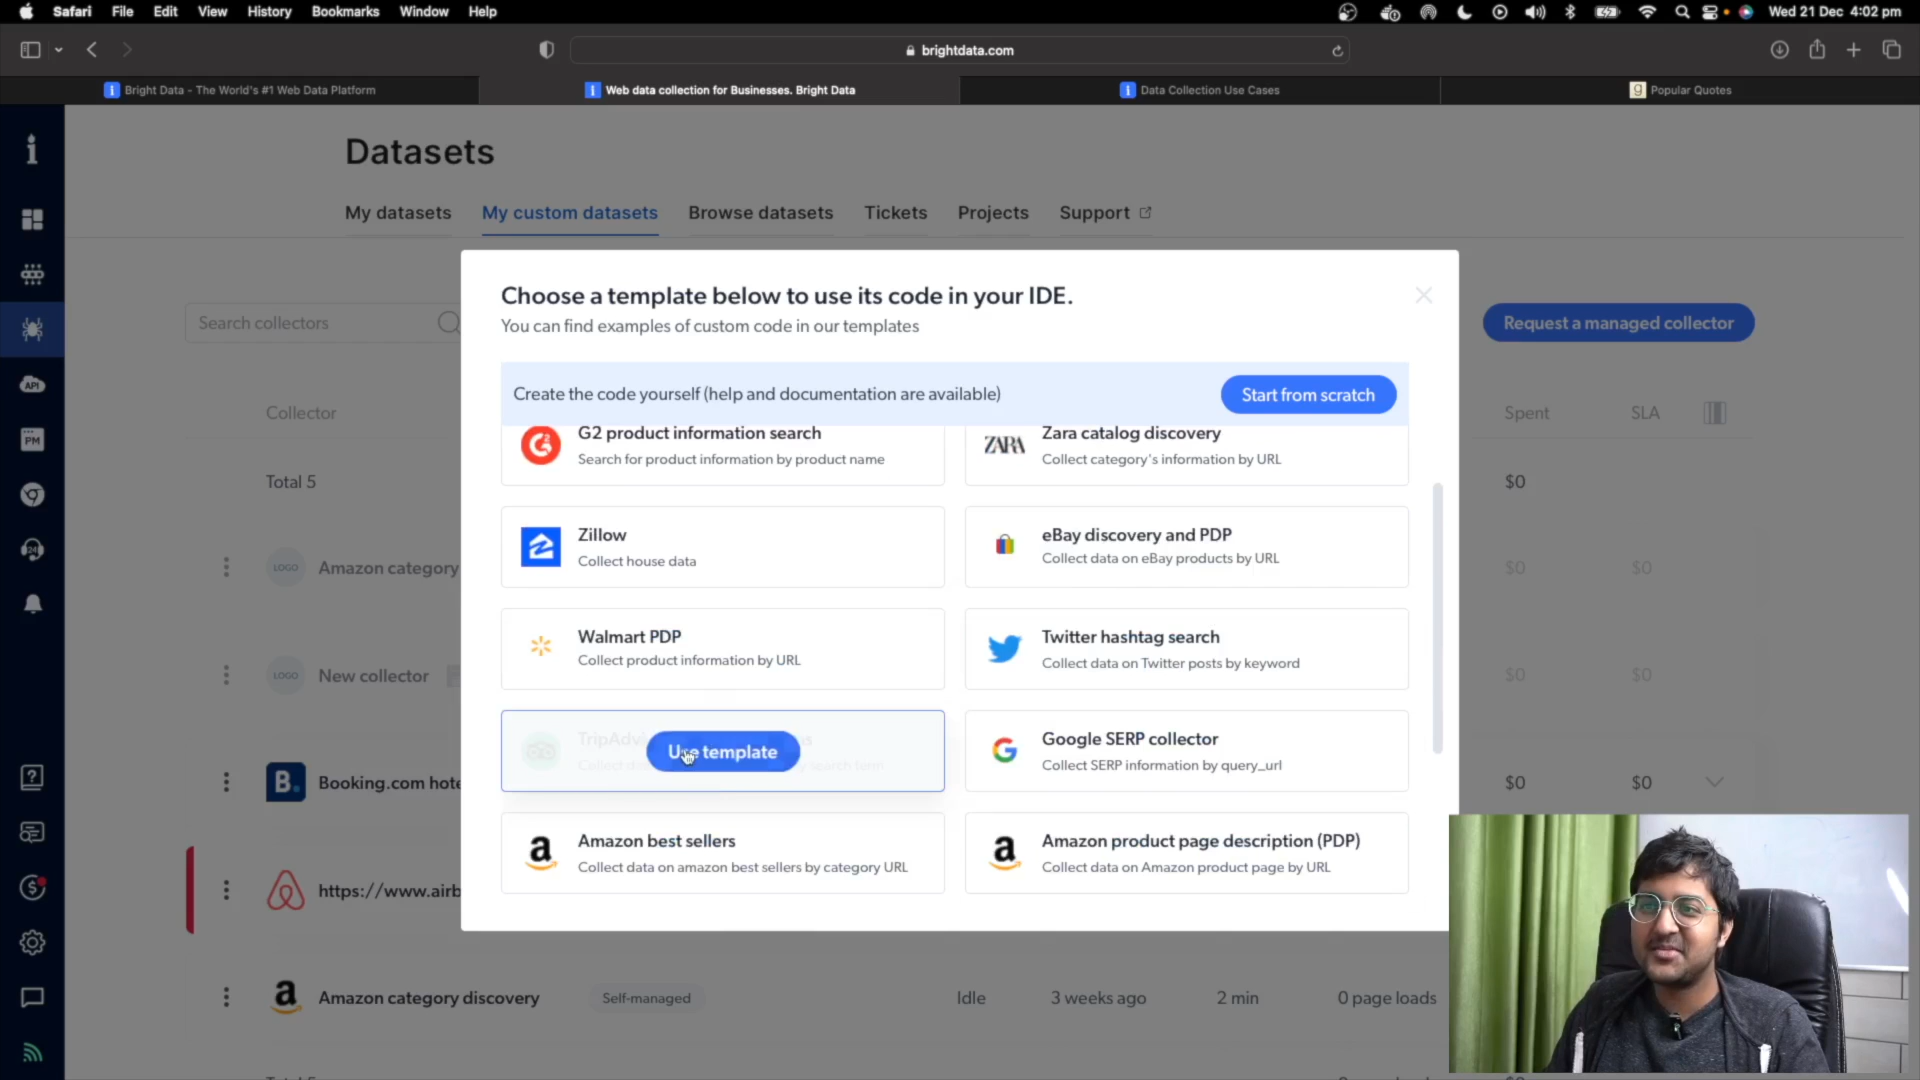 Safari File Edit View History Bookmarks Window Help
Wed 21 Dec 4:02 pm
brightdata.com
Bright Data - The World's #1 Web Data Platform
Web data collection for Businesses. Bright Data
Data Collection Use Cases
Popular Quotes
Datasets
My datasets
My custom datasets
Browse datasets
Tickets
Projects
Support
Choose a template below to use its code in your IDE.
You can find examples of custom code in our templates
Search collectors
Request a managed collector
Create the code yourself (help and documentation are available)
Start from scratch
API
Collector
Spent
SLA
G2 product information search
Search for product information by product name
ZARA
Zara catalog discovery
Collect category's information by URL
PM
Total 5
$0
Zillow
Collect house data
eBay discovery and PDP
Collect data on eBay products by URL
LOGO
Amazon category
$0
$0
24
Walmart PDP
Collect product information by URL
Twitter hashtag search
Collect data on Twitter posts by keyword
LOGO
New collector
$0
$0
Use template
Google SERP collector
Collect SERP information by query_url
B.
Booking.com hote
$0
$0
Amazon best sellers
Collect data on amazon best sellers by category URL
Amazon product page description (PDP)
Collect data on Amazon product page by URL
https://www.airb
Amazon category discovery
Self-managed
Idle
3 weeks ago
2 min
0 page loads